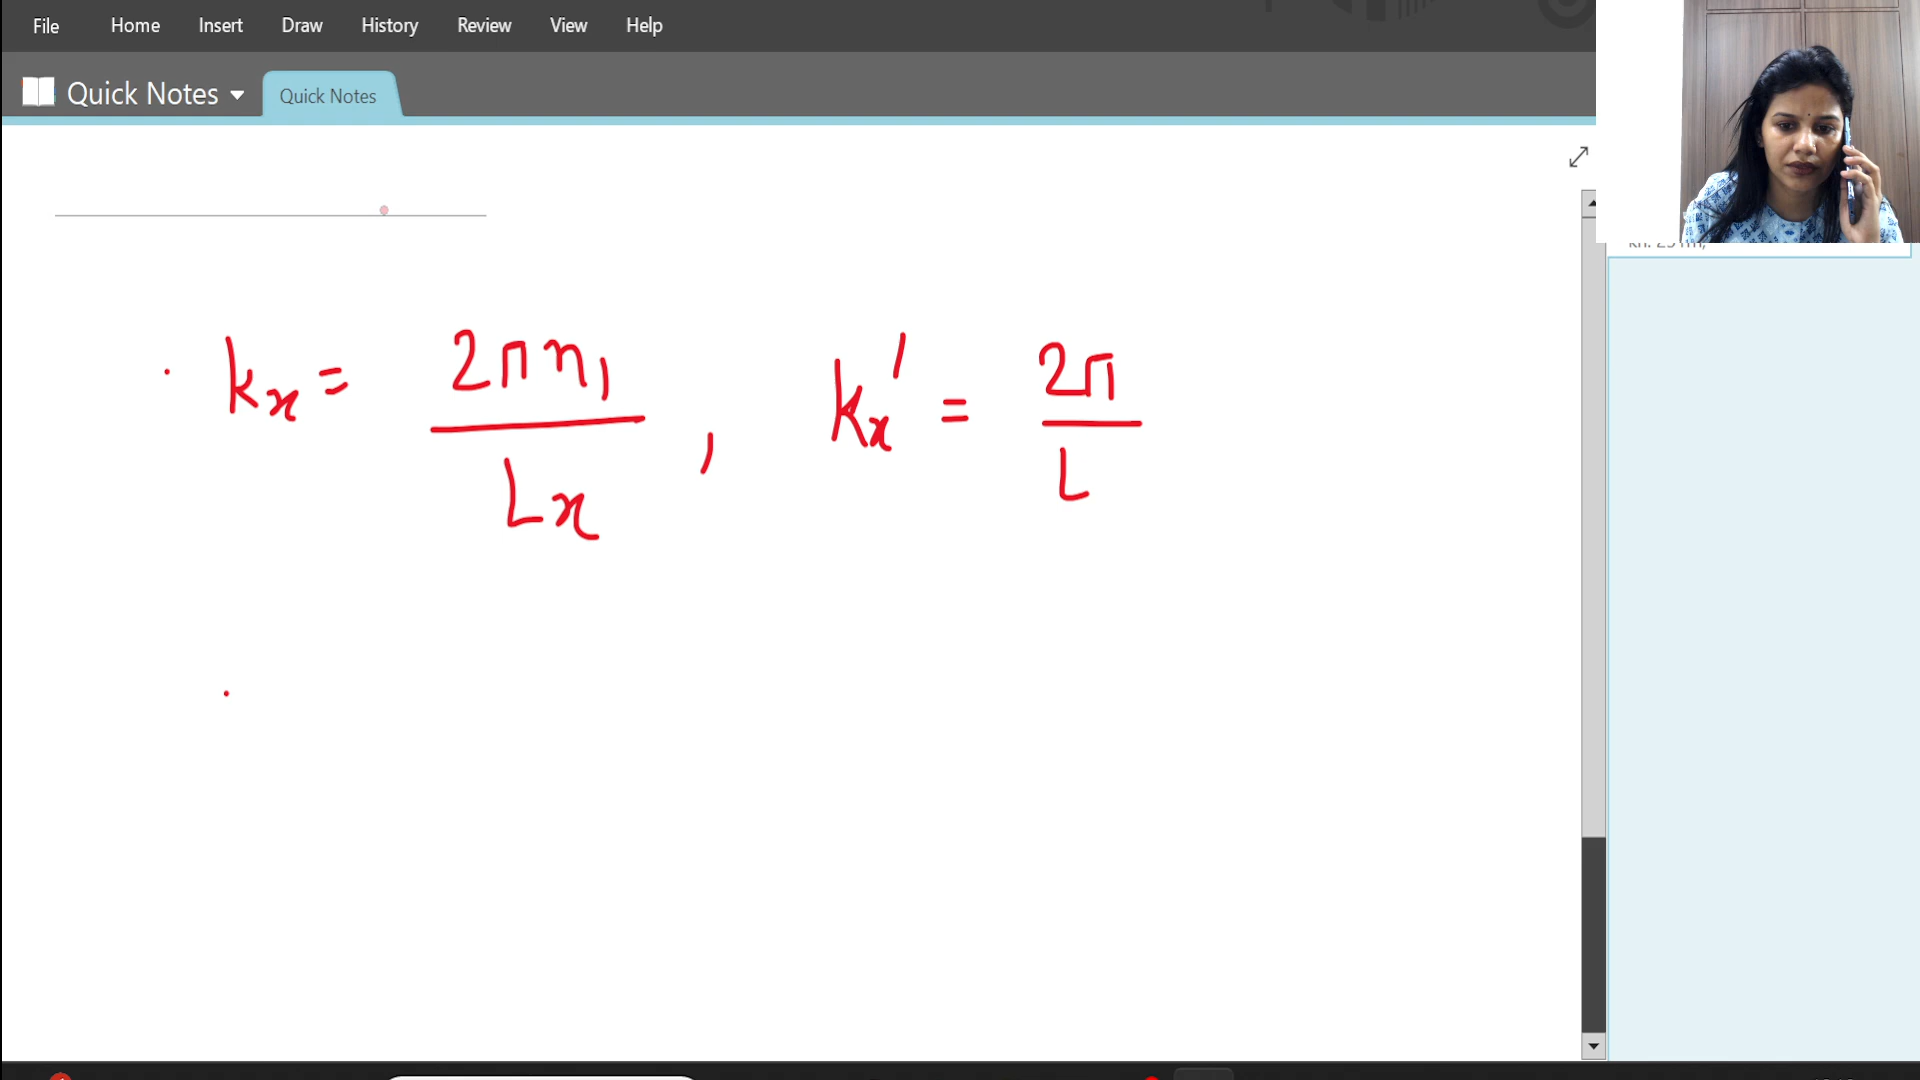 File Home Insert Draw History Review View Help
Quick Notes Quick Notes
kx = 2πn1 / Lx , kx' = 2π / L